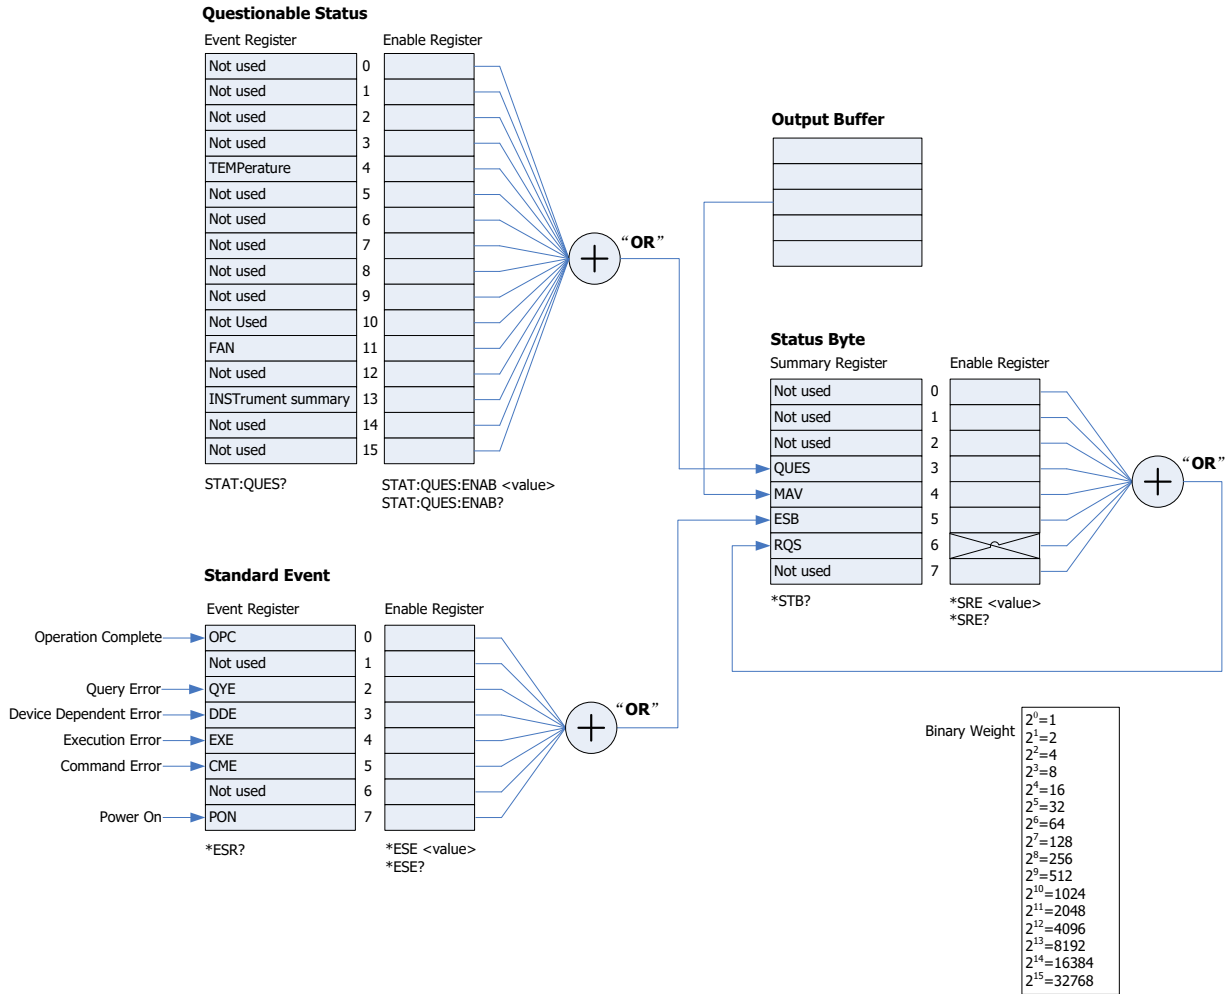 Questionable Status
Event Register
Enable Register
Not used 0
Not used 1
Not used 2
Not used 3
TEMPerature 4
Not used 5
Not used 6
Not used 7
Not used 8
Not used 9
Not Used 10
FAN 11
Not used 12
INSTrument summary 13
Not used 14
Not used 15
STAT:QUES?
STAT:QUES:ENAB <value>
STAT:QUES:ENAB?
“OR”
Output Buffer
Status Byte
Summary Register
Enable Register
Not used 0
Not used 1
Not used 2
QUES 3
MAV 4
ESB 5
RQS 6
Not used 7
*STB?
*SRE <value>
*SRE?
“OR”
Standard Event
Event Register
Enable Register
Operation Complete OPC 0
Not used 1
Query Error QYE 2
Device Dependent Error DDE 3
Execution Error EXE 4
Command Error CME 5
Not used 6
Power On PON 7
*ESR?
*ESE <value>
*ESE?
“OR”
Binary Weight
2⁰=1
2¹=2
2²=4
2³=8
2⁴=16
2⁵=32
2⁶=64
2⁷=128
2⁸=256
2⁹=512
2¹⁰=1024
2¹¹=2048
2¹²=4096
2¹³=8192
2¹⁴=16384
2¹⁵=32768